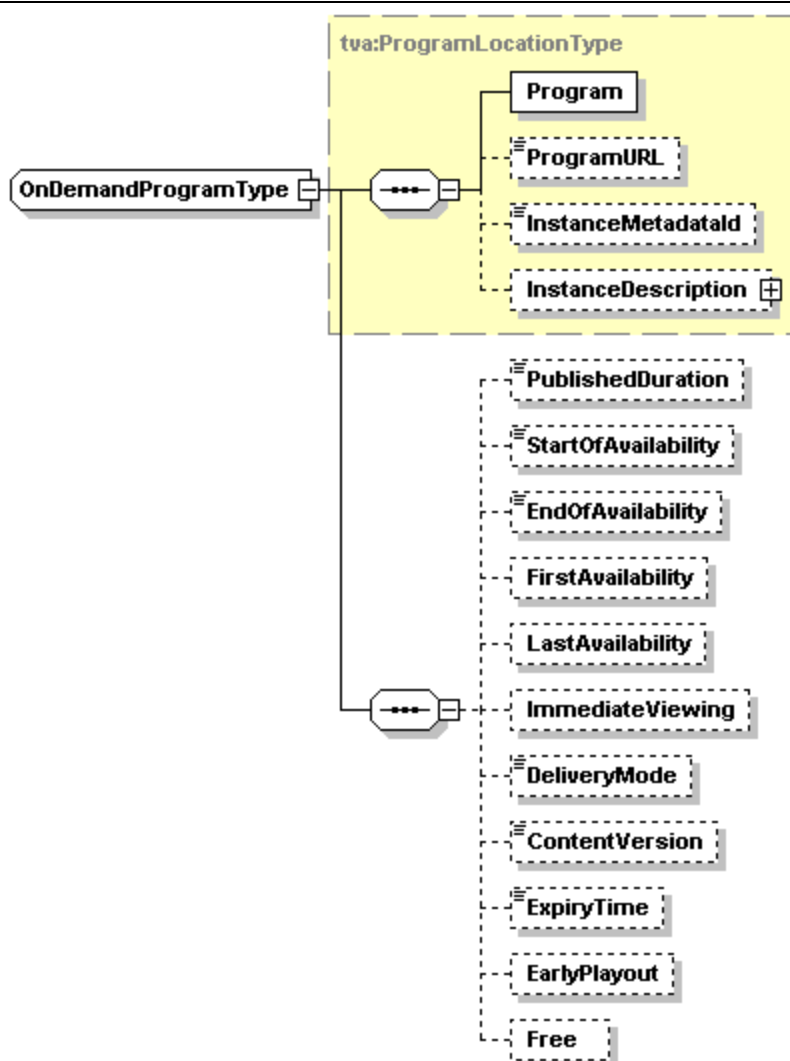 tva:ProgramLocationType
Program
ProgramURL
OnDemandProgramType
InstanceMetadataId
InstanceDescription
PublishedDuration
StartOfAvailability
EndOfAvailability
FirstAvailability
LastAvailability
ImmediateViewing
DeliveryMode
ContentVersion
ExpiryTime
EarlyPlayout
Free